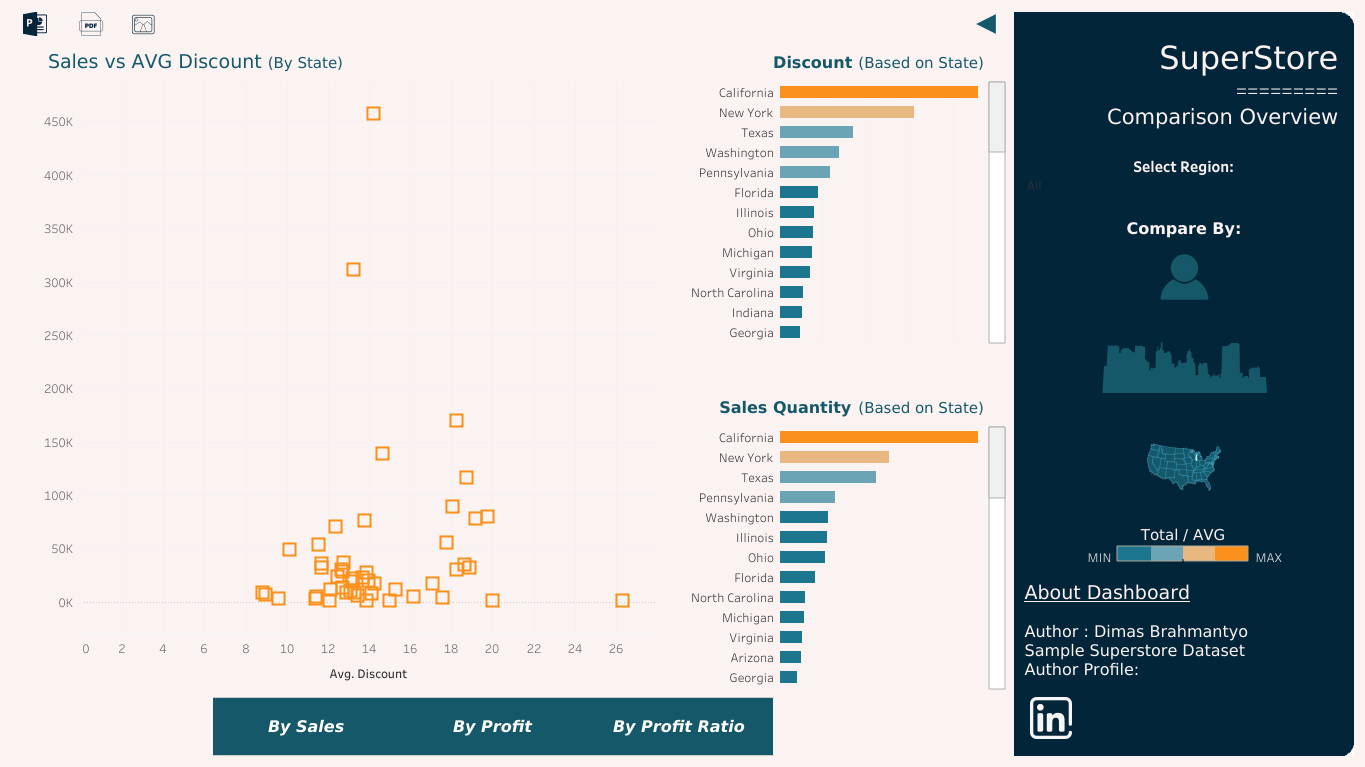 P
PDF
Sales vs AVG Discount (By State)
450K
400K
350K
300K
250K
200K
150K
100K
50K
0K
0 2 4 6 8 10 12 14 16 18 20 22 24 26
Avg. Discount
Discount (Based on State)
California
New York
Texas
Washington
Pennsylvania
Florida
Illinois
Ohio
Michigan
Virginia
North Carolina
Indiana
Georgia
Sales Quantity (Based on State)
California
New York
Texas
Pennsylvania
Washington
Illinois
Ohio
Florida
North Carolina
Michigan
Virginia
Arizona
Georgia
By Sales By Profit By Profit Ratio
SuperStore
=========
Comparison Overview
Select Region:
All
Compare By:
Total / AVG
MIN MAX
About Dashboard
Author : Dimas Brahmantyo
Sample Superstore Dataset
Author Profile:
in